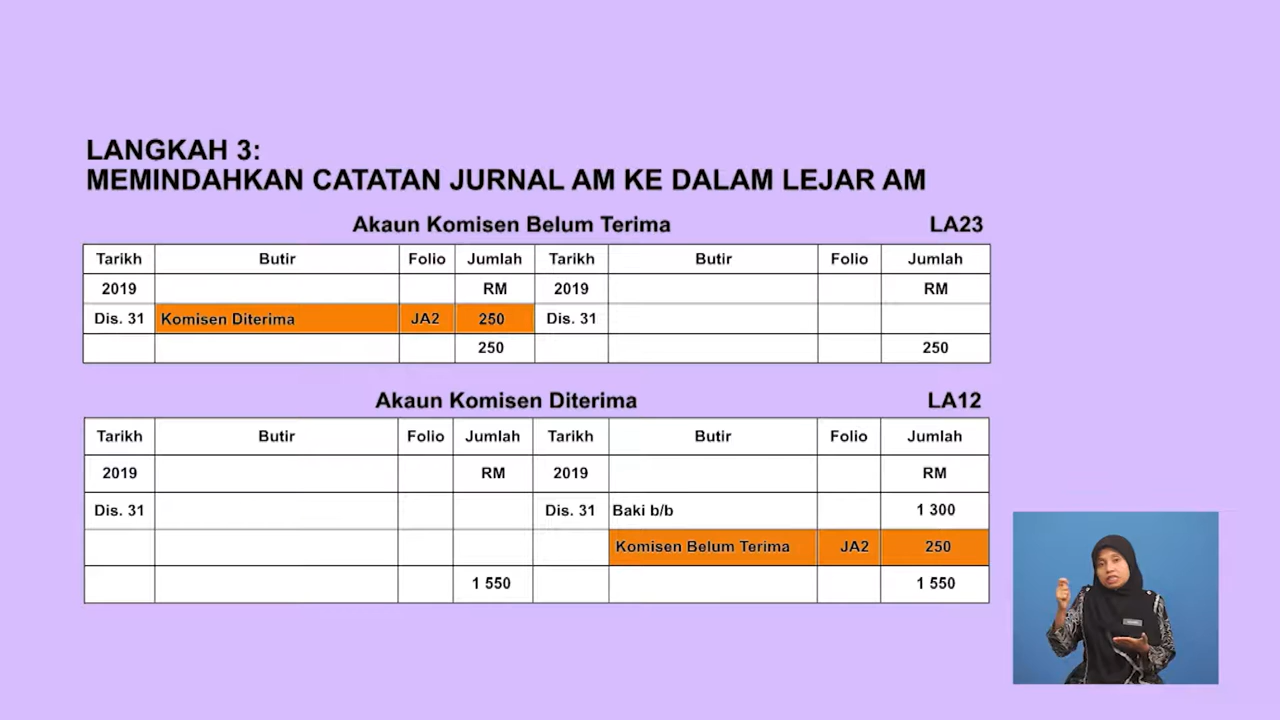 LANGKAH 3:
MEMINDAHKAN CATATAN JURNAL AM KE DALAM LEJAR AM
Akaun Komisen Belum Terima LA23
Tarikh Butir Folio Jumlah Tarikh Butir Folio Jumlah
2019 RM 2019 RM
Dis. 31 Komisen Diterima JA2 250 Dis. 31
250 250
Akaun Komisen Diterima LA12
Tarikh Butir Folio Jumlah Tarikh Butir Folio Jumlah
2019 RM 2019 RM
Dis. 31 Dis. 31 Baki b/b 1 300
Komisen Belum Terima JA2 250
1 550 1 550